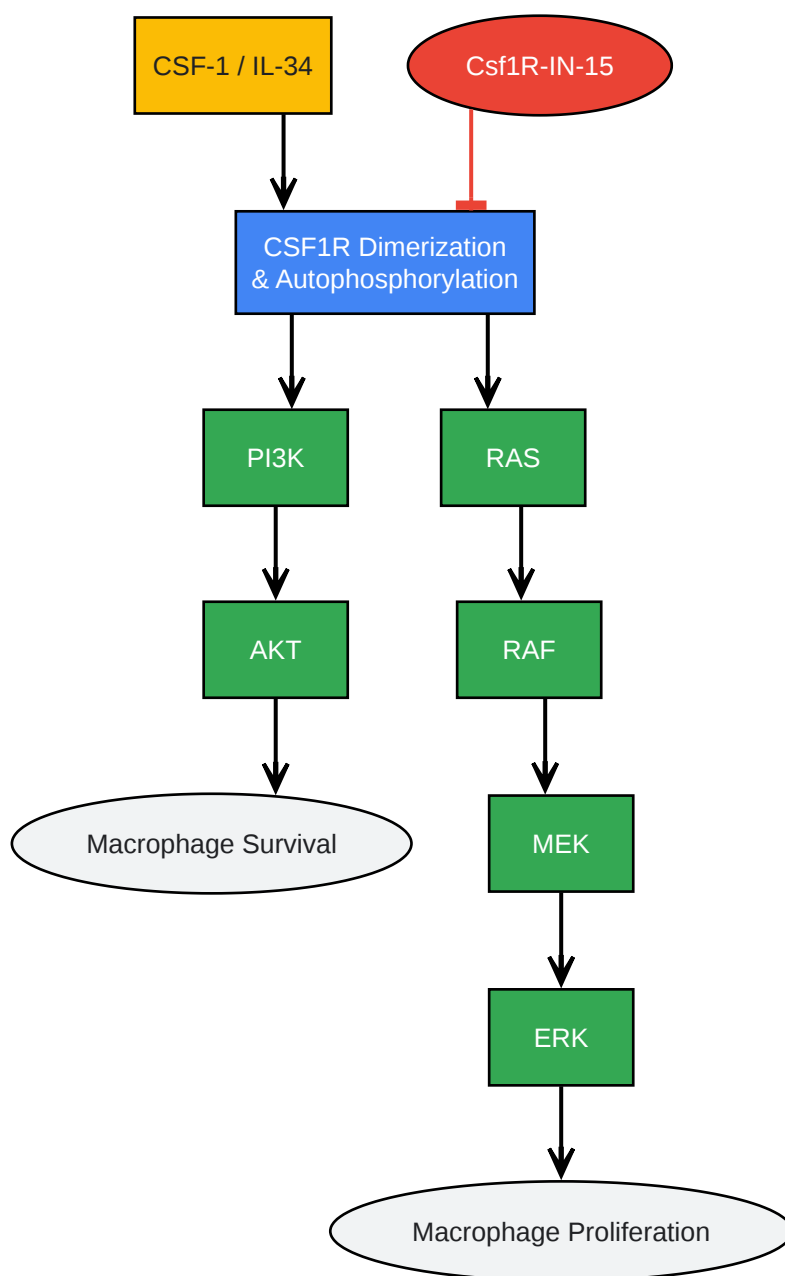 CSF-1 / IL-34
Csf1R-IN-15
CSF1R Dimerization
& Autophosphorylation
PI3K
RAS
AKT
RAF
Macrophage Survival
MEK
ERK
Macrophage Proliferation